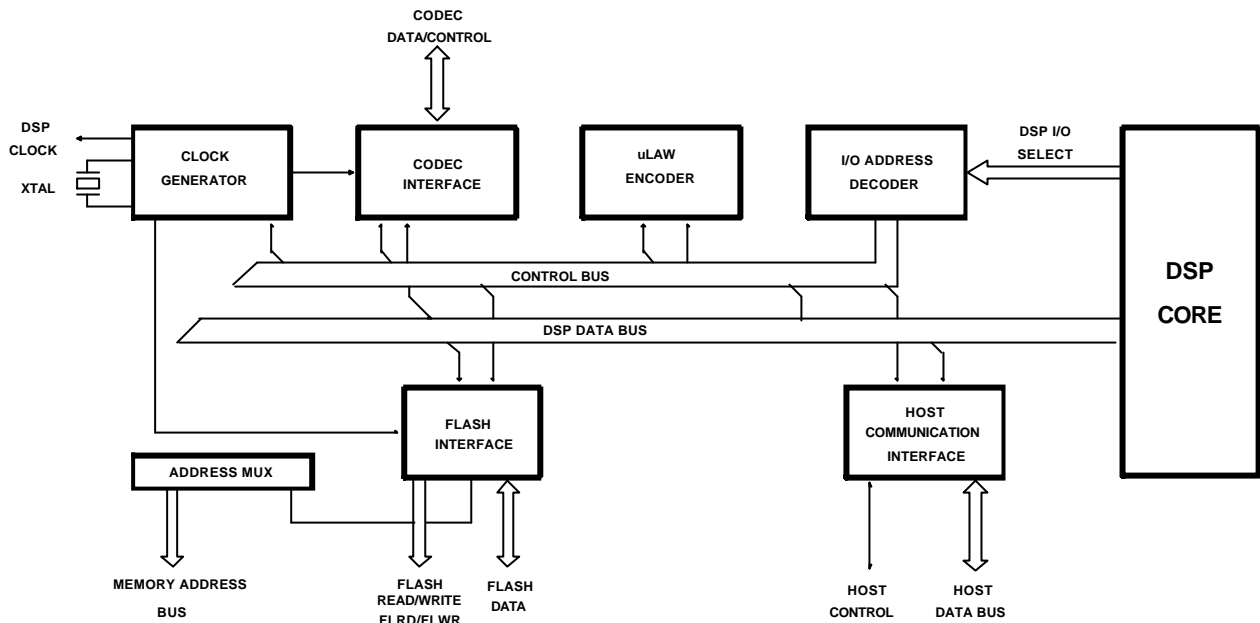 CODEC
DATA/CONTROL
DSP
CLOCK
XTAL
CLOCK
GENERATOR
CODEC
INTERFACE
uLAW
ENCODER
I/O ADDRESS
DECODER
DSP I/O
SELECT
DSP
CORE
CONTROL BUS
DSP DATA BUS
FLASH
INTERFACE
HOST
COMMUNICATION
INTERFACE
ADDRESS MUX
MEMORY ADDRESS
BUS
FLASH
READ/WRITE
FLRD/FLWR
FLASH
DATA
HOST
CONTROL
HOST
DATA BUS